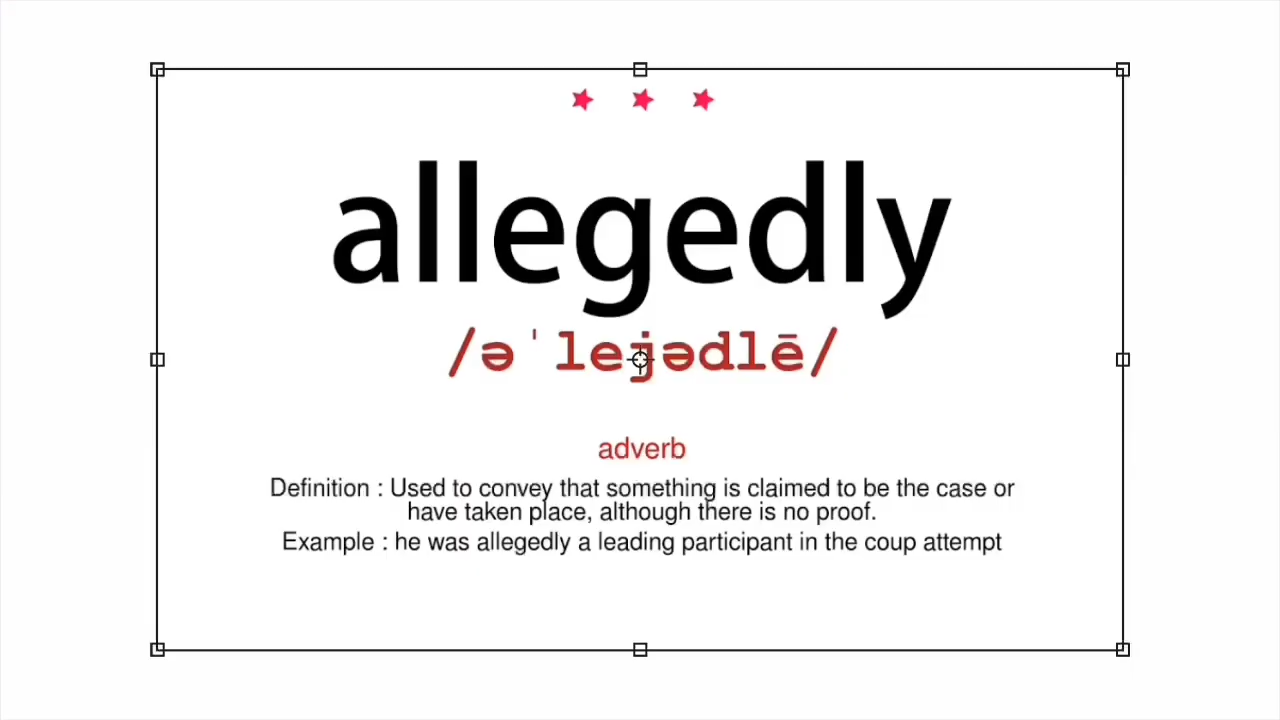 allegedly
/əˈlejədlē/
adverb
Definition : Used to convey that something is claimed to be the case or
have taken place, although there is no proof.
Example : he was allegedly a leading participant in the coup attempt